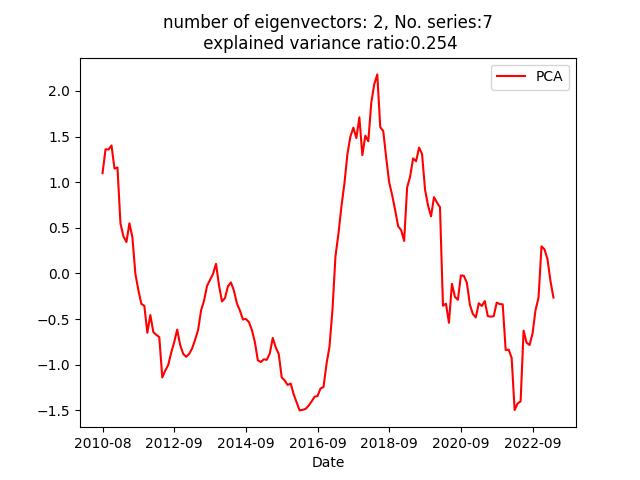 number of eigenvectors: 2, No. series:7
explained variance ratio:0.254
PCA
2.0
1.5
1.0
0.5
0.0
−0.5
−1.0
−1.5
2010-08 2012-09 2014-09 2016-09 2018-09 2020-09 2022-09
Date